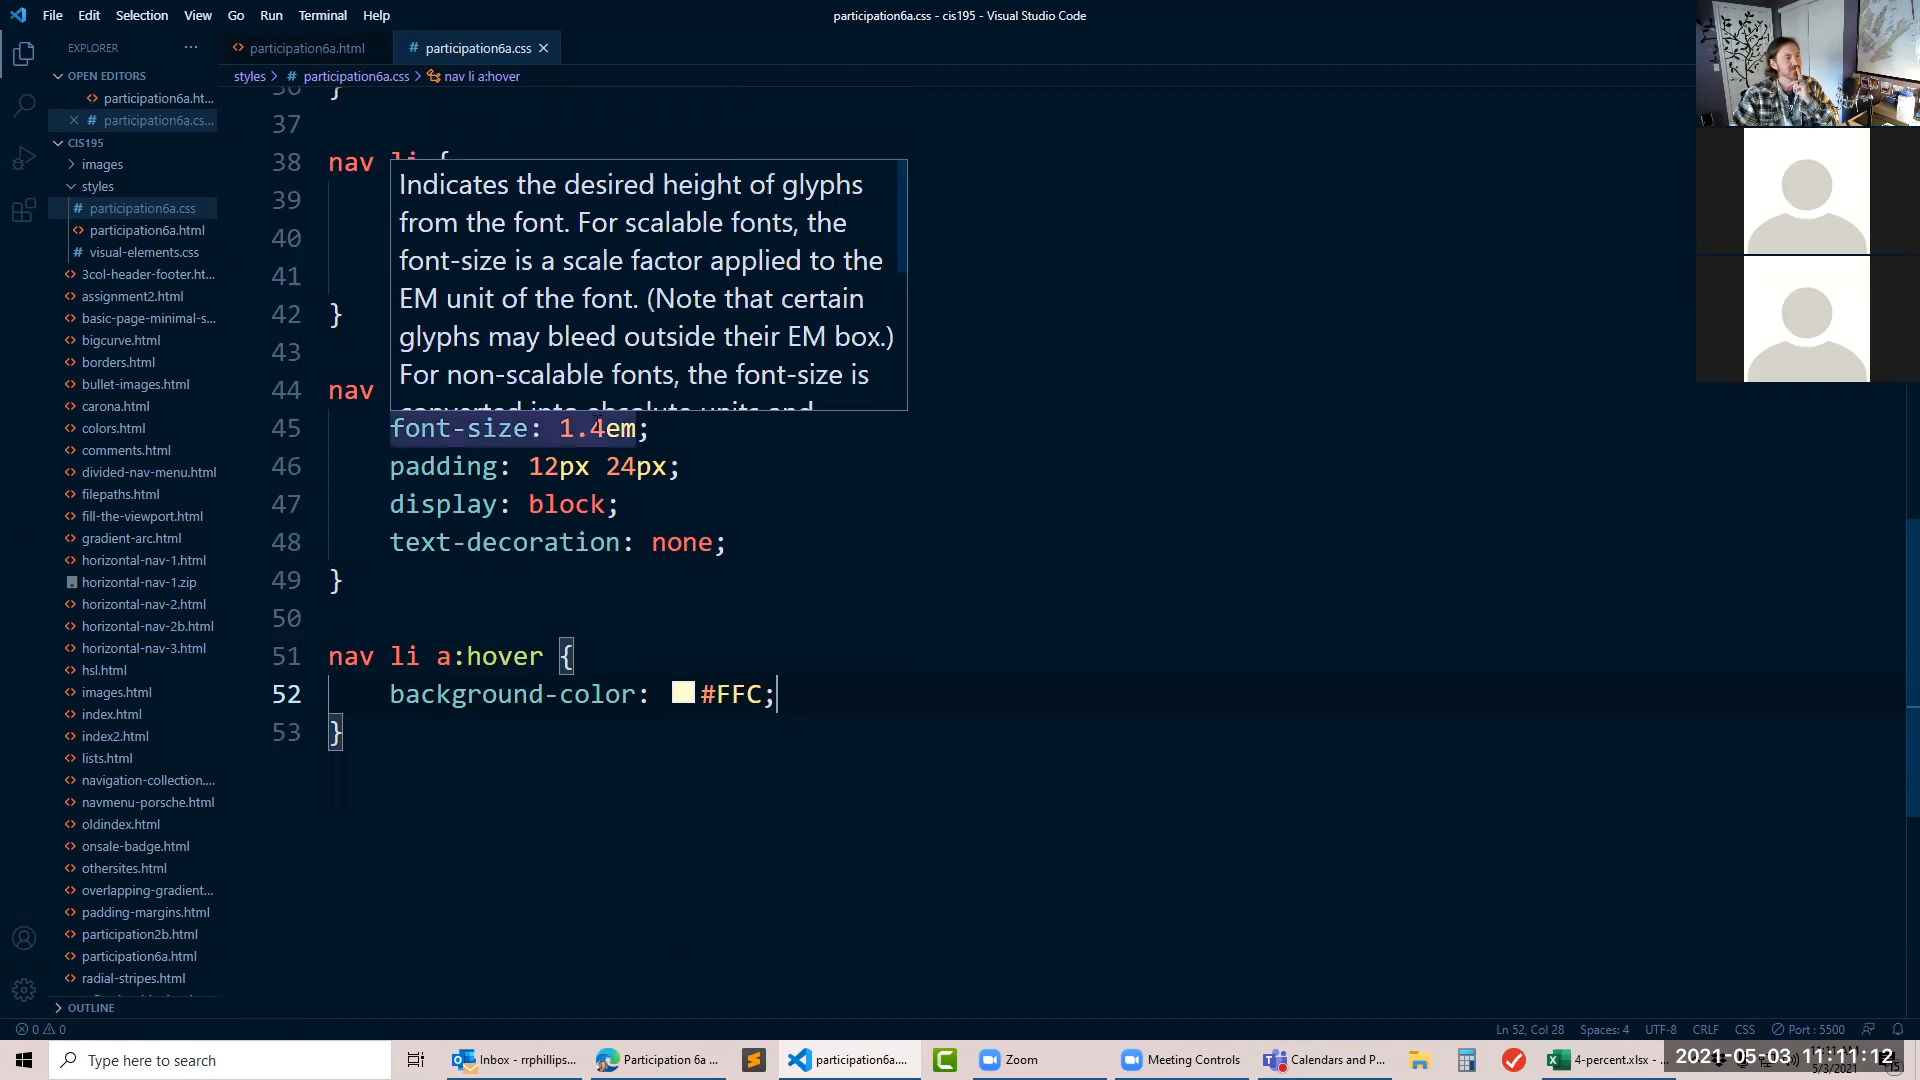 File Edit Selection View Go Run Terminal Help
participation6a.css - cis195 - Visual Studio Code
EXPLORER ···
participation6a.html
# participation6a.css
styles > # participation6a.css > nav li a:hover
OPEN EDITORS
participation6a.ht...
# participation6a.cs...
CIS195
images
styles
# participation6a.css
participation6a.html
# visual-elements.css
3col-header-footer.ht...
assignment2.html
basic-page-minimal-s...
bigcurve.html
borders.html
bullet-images.html
carona.html
colors.html
comments.html
divided-nav-menu.html
filepaths.html
fill-the-viewport.html
gradient-arc.html
horizontal-nav-1.html
horizontal-nav-1.zip
horizontal-nav-2.html
horizontal-nav-2b.html
horizontal-nav-3.html
hsl.html
images.html
index.html
index2.html
lists.html
navigation-collection....
navmenu-porsche.html
oldindex.html
onsale-badge.html
othersites.html
overlapping-gradient...
padding-margins.html
participation2b.html
participation6a.html
radial-stripes.html
OUTLINE
36 }
37
38 nav li {
39
40
41
42 }
43
44 nav
Indicates the desired height of glyphs
from the font. For scalable fonts, the
font-size is a scale factor applied to the
EM unit of the font. (Note that certain
glyphs may bleed outside their EM box.)
For non-scalable fonts, the font-size is
converted into absolute units and
45 font-size: 1.4em;
46 padding: 12px 24px;
47 display: block;
48 text-decoration: none;
49 }
50
51 nav li a:hover {
52 background-color: #FFC;
53 }
0 0
Ln 52, Col 28 Spaces: 4 UTF-8 CRLF CSS Port : 5500
Type here to search
Inbox - rrphillips...
Participation 6a ...
participation6a....
Zoom
Meeting Controls
Calendars and P...
4-percent.xlsx - ...
2021-05-03 11:11:12
5/3/2021
15